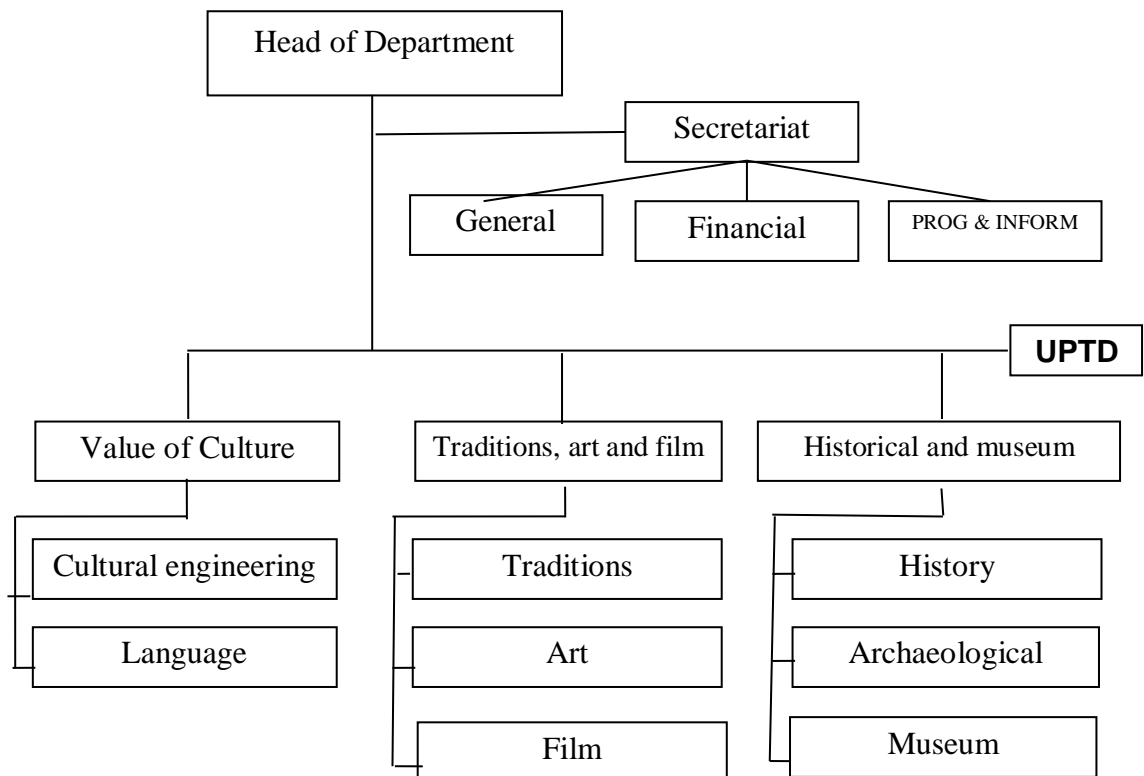 Head of Department
Secretariat
General
Financial
PROG & INFORM
UPTD
Value of Culture
Traditions, art and film
Historical and museum
Cultural engineering
Traditions
History
Language
Art
Archaeological
Film
Museum